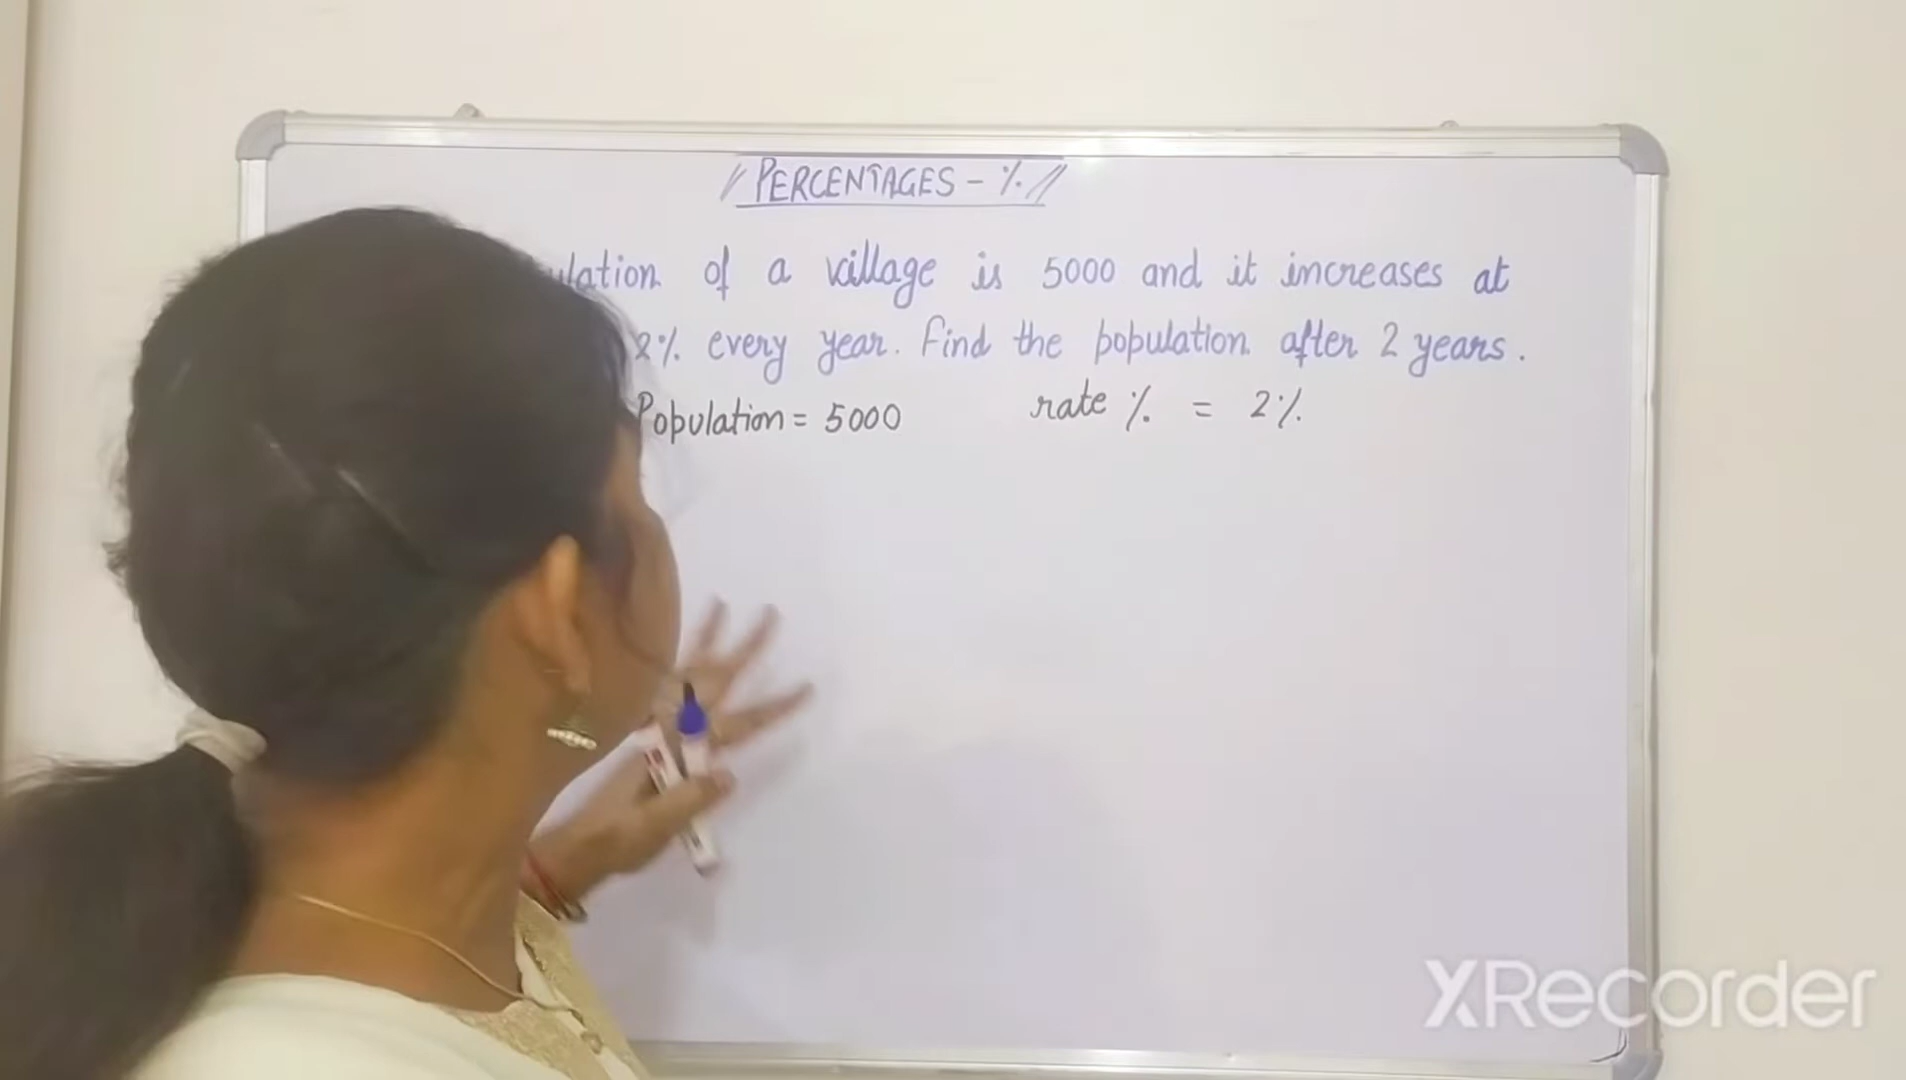 PERCENTAGES - %
of a village is 5000 and it increases at
2% every year. Find the population after 2 years.
Population = 5000 rate % = 2%
XRecorder